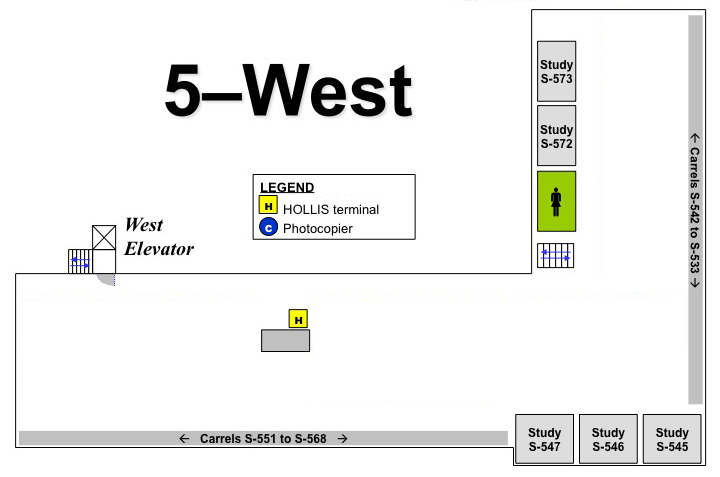 5–West
Study
S-573
Study
S-572
← Carrels S-542 to S-533 →
LEGEND
H HOLLIS terminal
C Photocopier
West
Elevator
H
← Carrels S-551 to S-568 →
Study
S-547
Study
S-546
Study
S-545